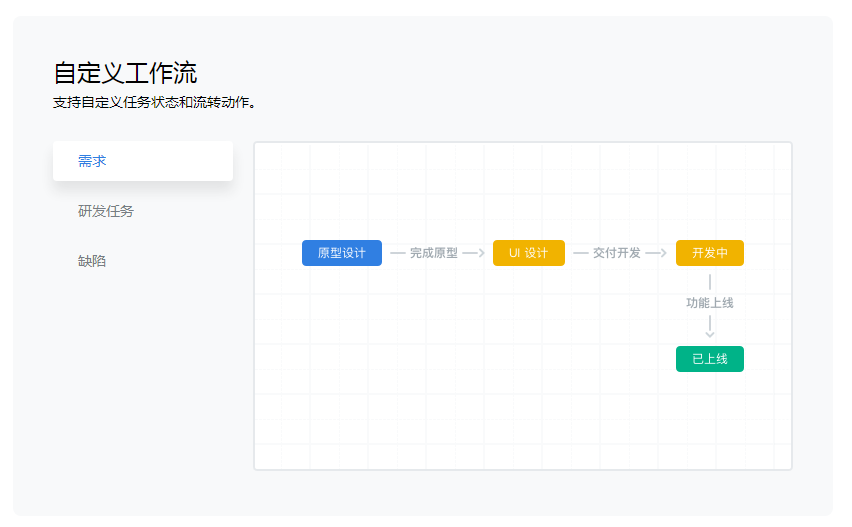 自定义工作流
支持自定义任务状态和流转动作。
需求
研发任务
缺陷
原型设计
完成原型
UI 设计
交付开发
开发中
功能上线
已上线